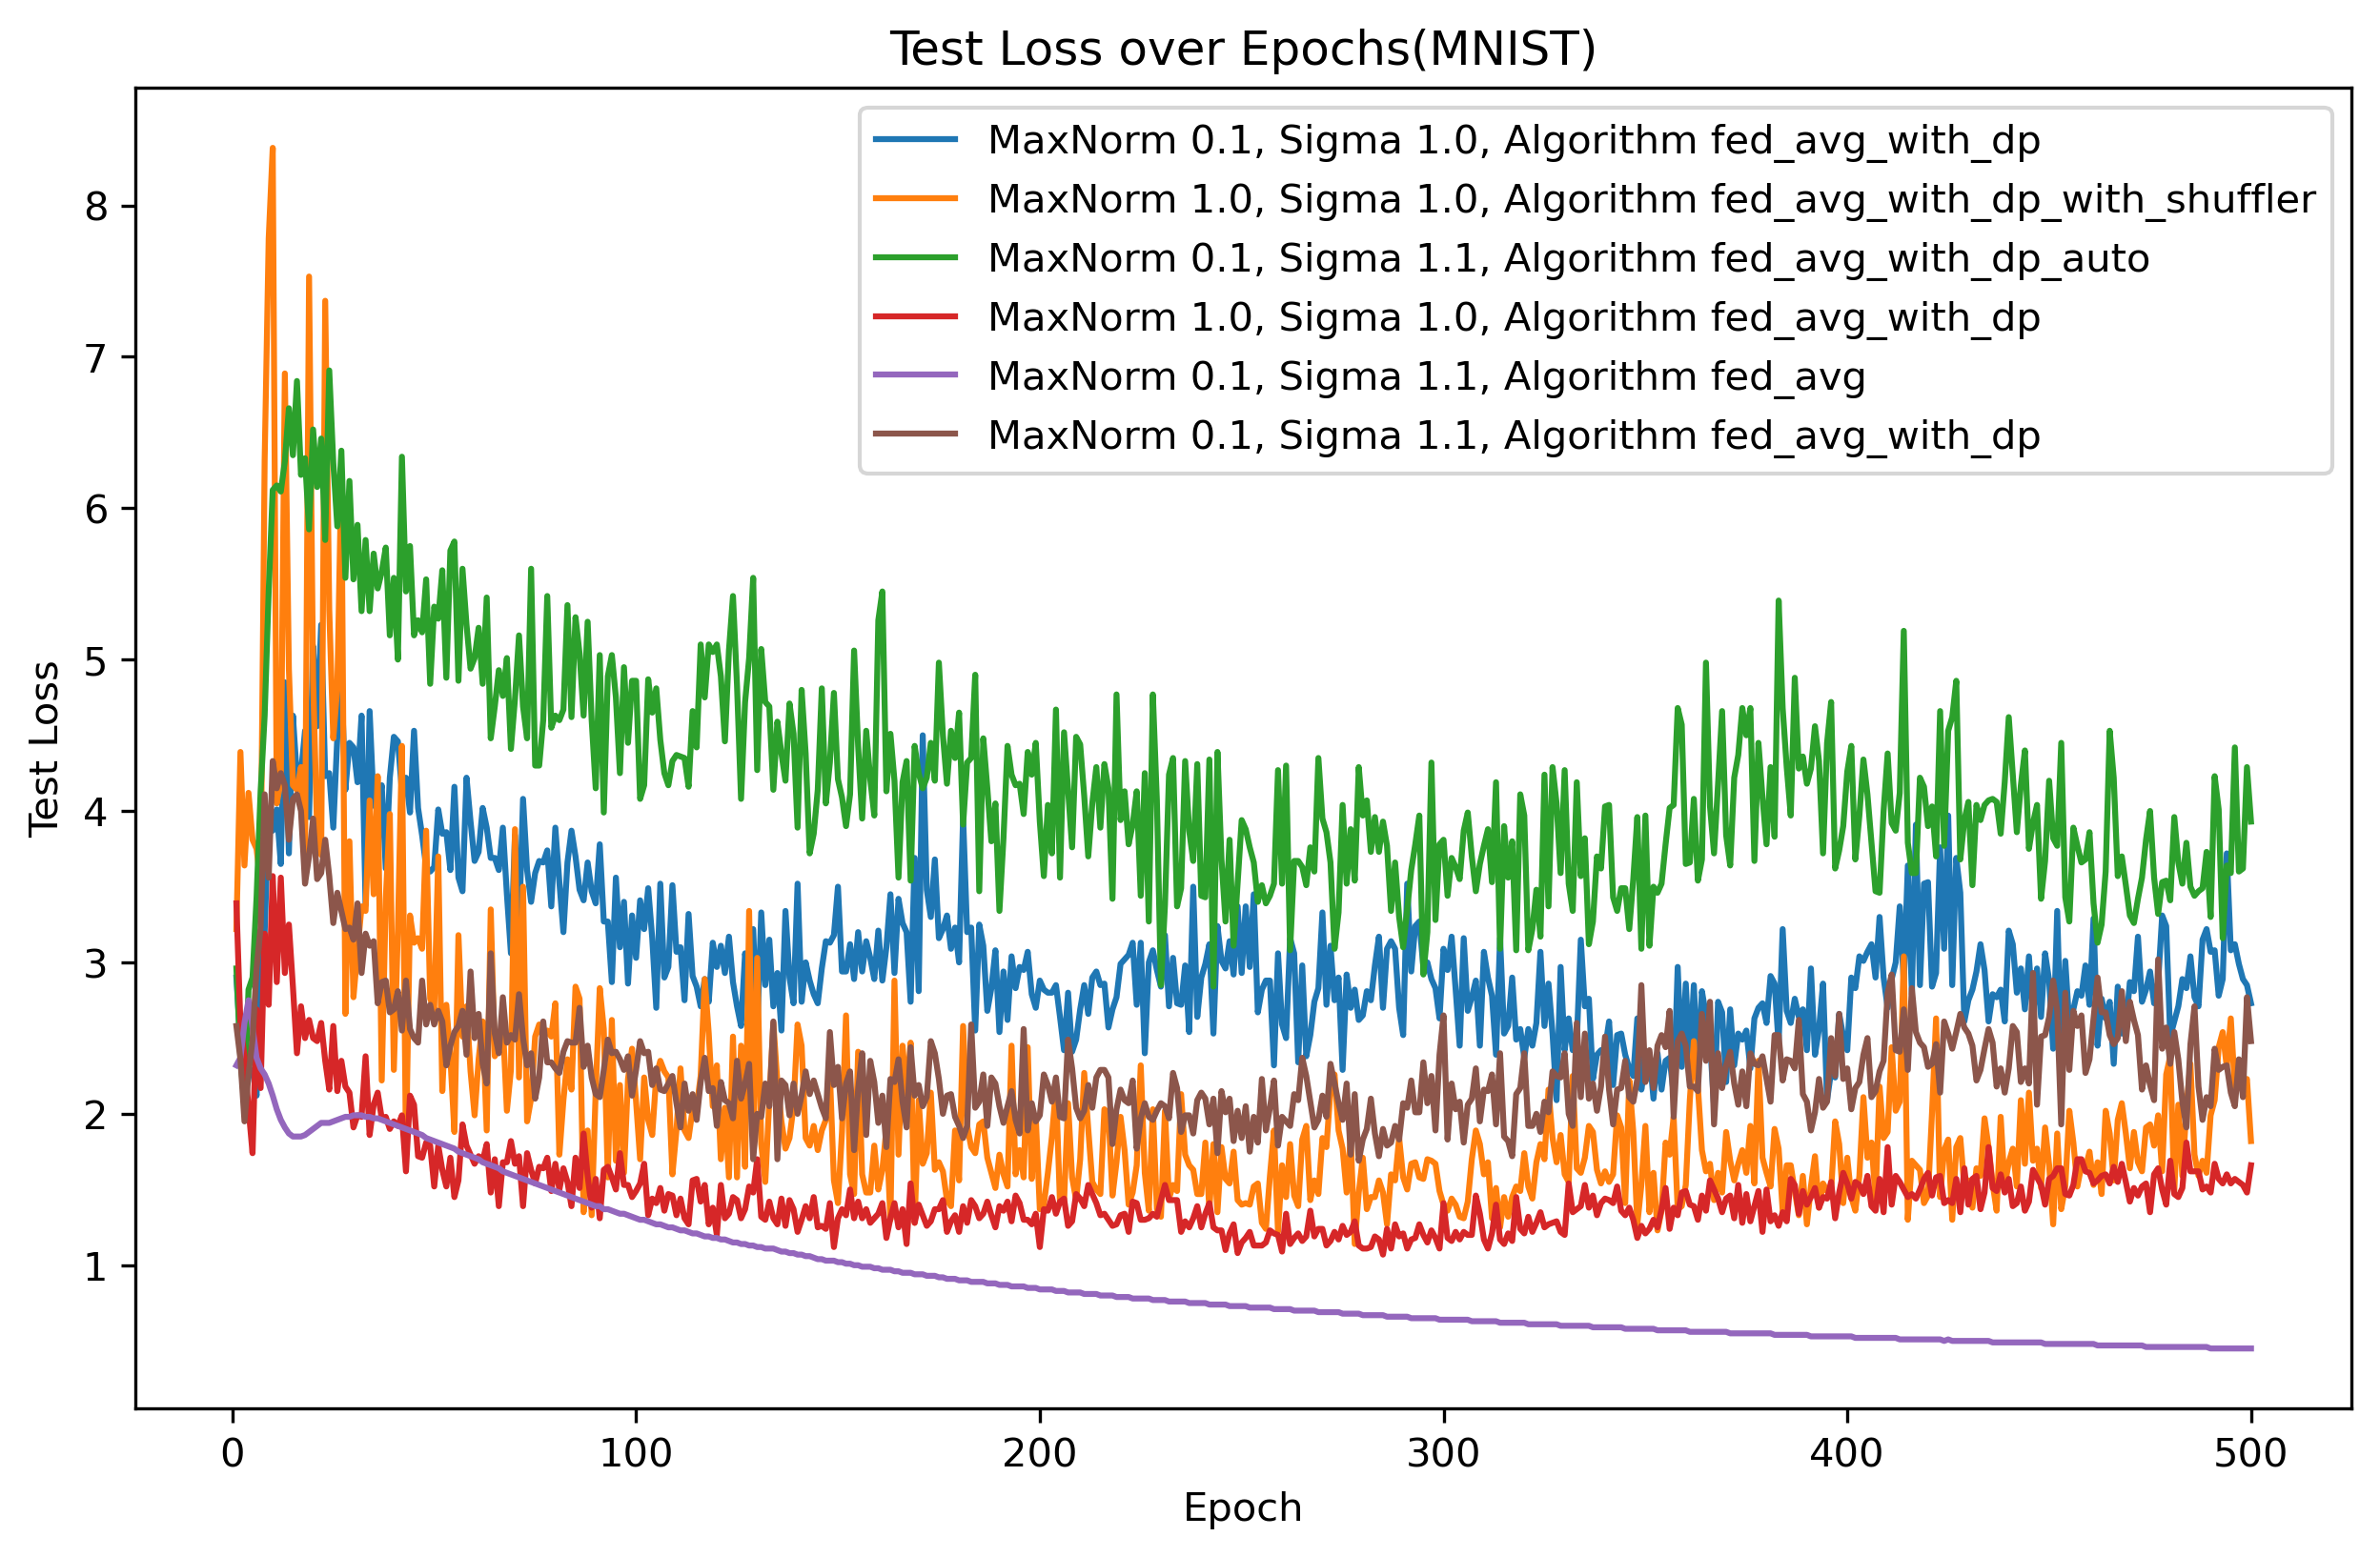 Test Loss over Epochs(MNIST)
MaxNorm 0.1, Sigma 1.0, Algorithm fed_avg_with_dp
MaxNorm 1.0, Sigma 1.0, Algorithm fed_avg_with_dp_with_shuffler
MaxNorm 0.1, Sigma 1.1, Algorithm fed_avg_with_dp_auto
MaxNorm 1.0, Sigma 1.0, Algorithm fed_avg_with_dp
MaxNorm 0.1, Sigma 1.1, Algorithm fed_avg
MaxNorm 0.1, Sigma 1.1, Algorithm fed_avg_with_dp
Test Loss
8
7
6
5
4
3
2
1
0 100 200 300 400 500
Epoch